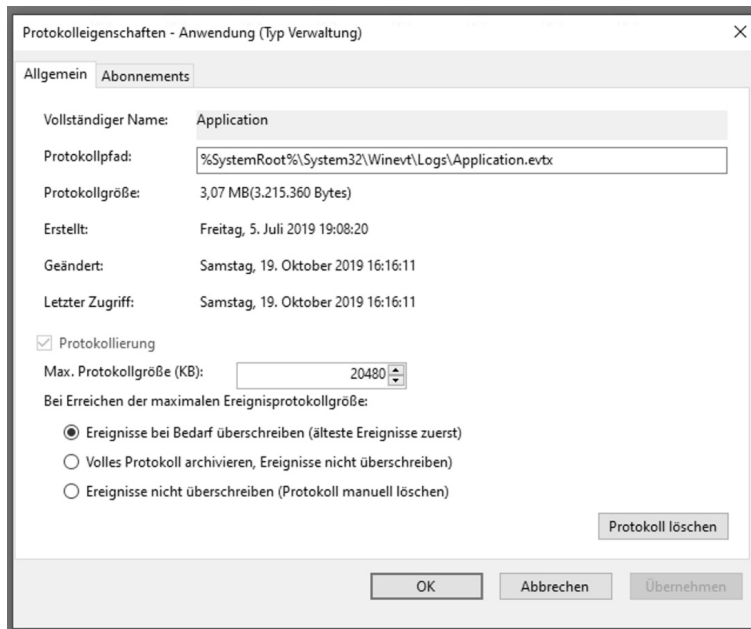 Protokolleigenschaften - Anwendung (Typ Verwaltung)
Allgemein Abonnements
Vollständiger Name: Application
Protokollpfad: %SystemRoot%\System32\Winevt\Logs\Application.evtx
Protokollgröße: 3,07 MB(3.215.360 Bytes)
Erstellt: Freitag, 5. Juli 2019 19:08:20
Geändert: Samstag, 19. Oktober 2019 16:16:11
Letzter Zugriff: Samstag, 19. Oktober 2019 16:16:11
Protokollierung
Max. Protokollgröße (KB): 20480
Bei Erreichen der maximalen Ereignisprotokollgröße:
Ereignisse bei Bedarf überschreiben (älteste Ereignisse zuerst)
Volles Protokoll archivieren, Ereignisse nicht überschreiben)
Ereignisse nicht überschreiben (Protokoll manuell löschen)
Protokoll löschen
OK Abbrechen Übernehmen